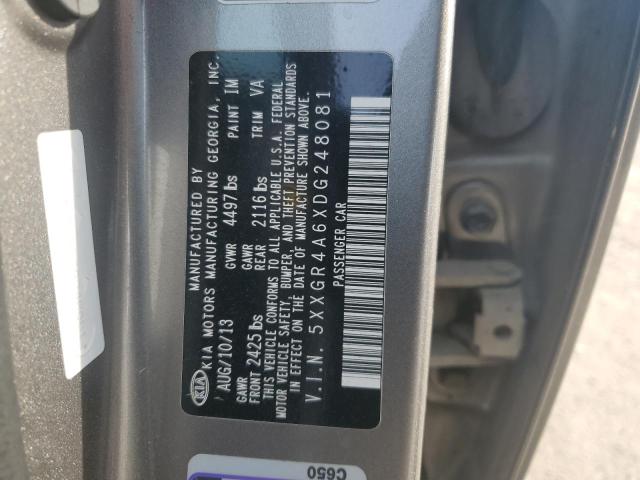 KIA
MANUFACTURED BY
KIA MOTORS MANUFACTURING GEORGIA, INC.
AUG/10/13 GVWR 4497lbs PAINT IM
GAWR FRONT 2425lbs GAWR REAR 2116lbs TRIM VA
THIS VEHICLE CONFORMS TO ALL APPLICABLE U.S.A. FEDERAL
MOTOR VEHICLE SAFETY, BUMPER, AND THEFT PREVENTION STANDARDS
IN EFFECT ON THE DATE OF MANUFACTURE SHOWN ABOVE.
V.I.N. 5XXGR4A6XDG248081
PASSENGER CAR
C650